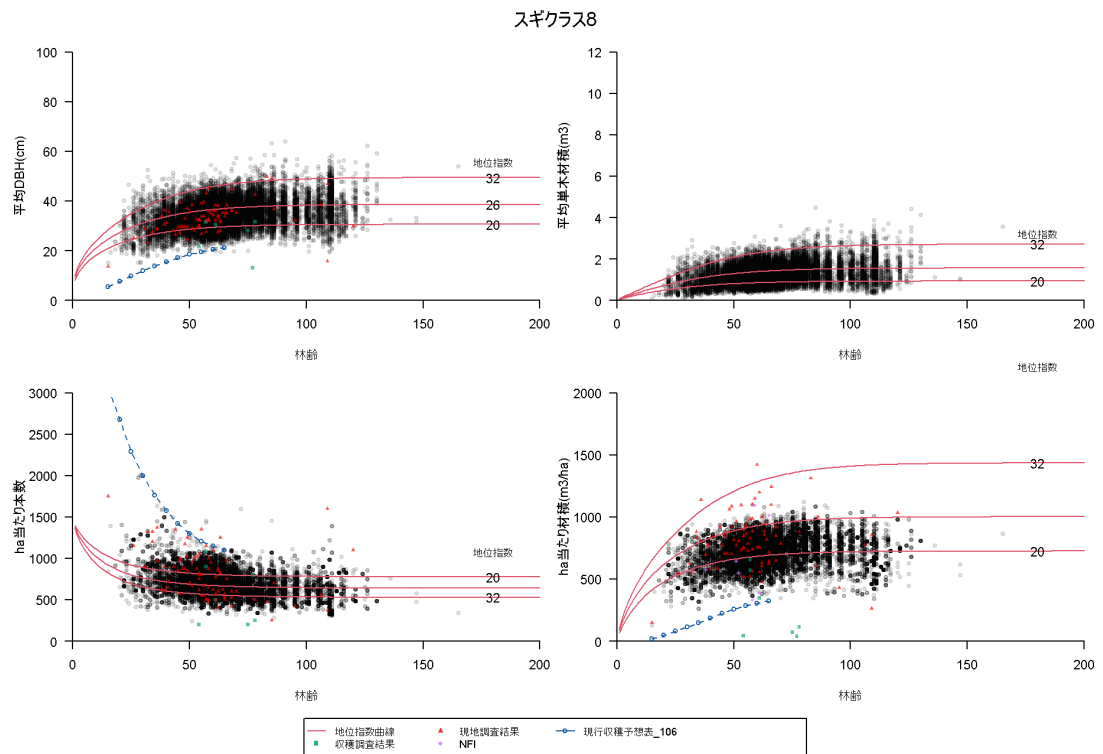 スギクラス8
100
80
60
40
20
0
平均DBH(cm)
地位指数
32
26
20
0 50 100 150 200
林齢
12
10
8
6
4
2
0
平均単木材積(m3)
地位指数
32
20
0 50 100 150 200
林齢
3000
2500
2000
1500
1000
500
0
ha当たり本数
地位指数
20
32
0 50 100 150 200
林齢
地位指数
2000
1500
1000
500
0
ha当たり材積(m3/ha)
32
20
0 50 100 150 200
林齢
地位指数曲線 現地調査結果 現行収穫予想表_106
収穫調査結果 NFI